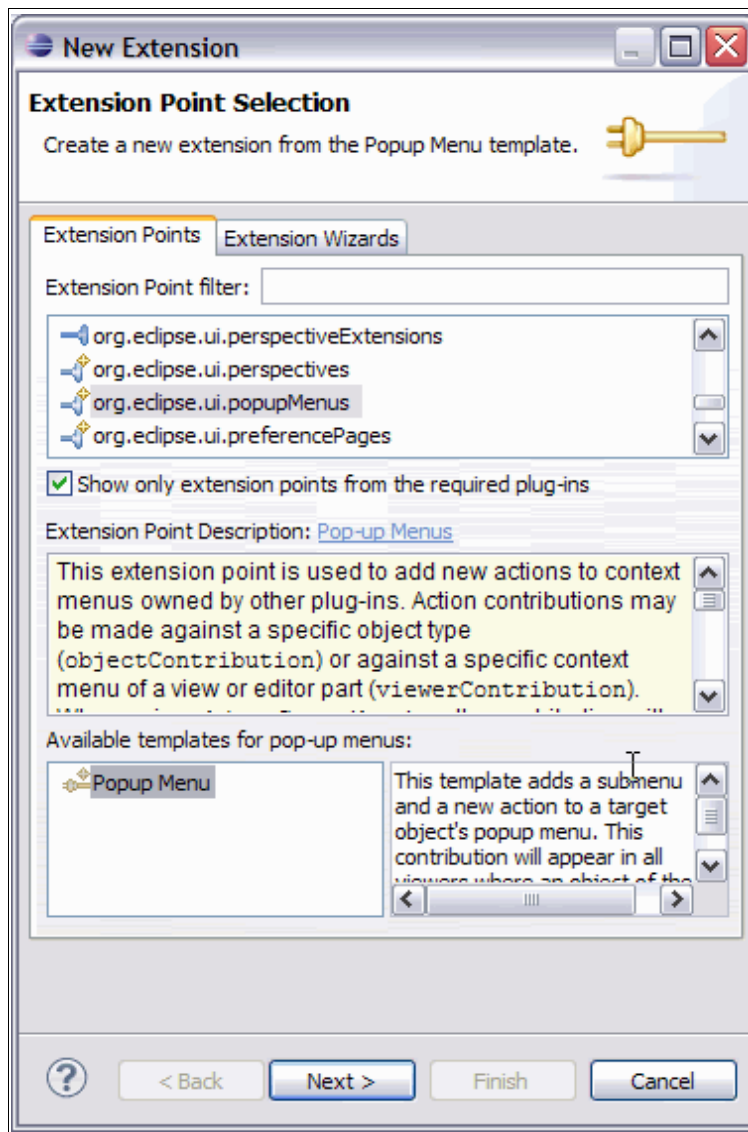 New Extension
Extension Point Selection
Create a new extension from the Popup Menu template.
Extension Points
Extension Wizards
Extension Point filter:
org.eclipse.ui.perspectiveExtensions
org.eclipse.ui.perspectives
org.eclipse.ui.popupMenus
org.eclipse.ui.preferencePages
Show only extension points from the required plug-ins
Extension Point Description: Pop-up Menus
This extension point is used to add new actions to context
menus owned by other plug-ins. Action contributions may
be made against a specific object type
(objectContribution) or against a specific context
menu of a view or editor part (viewerContribution).
Available templates for pop-up menus:
Popup Menu
This template adds a submenu
and a new action to a target
object's popup menu. This
contribution will appear in all
viewers where an object of the
?
< Back
Next >
Finish
Cancel